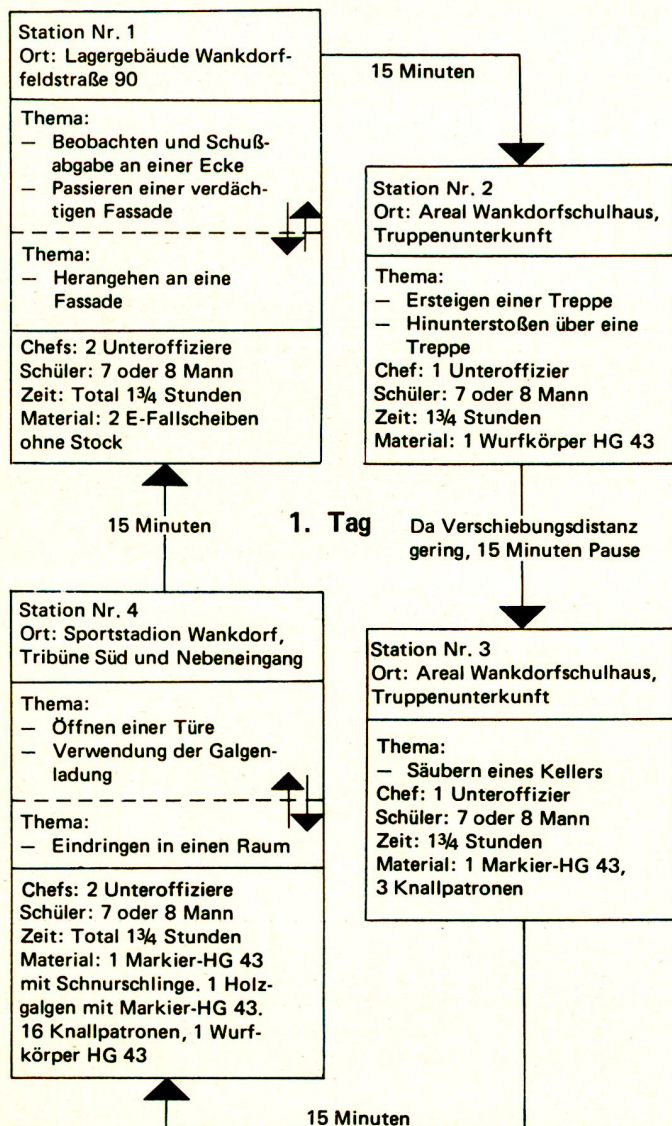 Station Nr. 1
Ort: Lagergebäude Wankdorf-
feldstraße 90
Thema:
— Beobachten und Schuß-
abgabe an einer Ecke
— Passieren einer verdäch-
tigen Fassade
Thema:
— Herangehen an eine
Fassade
Chefs: 2 Unteroffiziere
Schüler: 7 oder 8 Mann
Zeit: Total 1¾ Stunden
Material: 2 E-Fallscheiben
ohne Stock
15 Minuten
Station Nr. 2
Ort: Areal Wankdorfschulhaus,
Truppenunterkunft
Thema:
— Ersteigen einer Treppe
— Hinunterstoßen über eine
Treppe
Chef: 1 Unteroffizier
Schüler: 7 oder 8 Mann
Zeit: 1¾ Stunden
Material: 1 Wurfkörper HG 43
15 Minuten
1. Tag
Da Verschiebungsdistanz
gering, 15 Minuten Pause
Station Nr. 4
Ort: Sportstadion Wankdorf,
Tribüne Süd und Nebeneingang
Thema:
— Öffnen einer Türe
— Verwendung der Galgen-
ladung
Thema:
— Eindringen in einen Raum
Chefs: 2 Unteroffiziere
Schüler: 7 oder 8 Mann
Zeit: Total 1¾ Stunden
Material: 1 Markier-HG 43
mit Schnurschlinge. 1 Holz-
galgen mit Markier-HG 43.
16 Knallpatronen, 1 Wurf-
körper HG 43
Station Nr. 3
Ort: Areal Wankdorfschulhaus,
Truppenunterkunft
Thema:
— Säubern eines Kellers
Chef: 1 Unteroffizier
Schüler: 7 oder 8 Mann
Zeit: 1¾ Stunden
Material: 1 Markier-HG 43,
3 Knallpatronen
15 Minuten